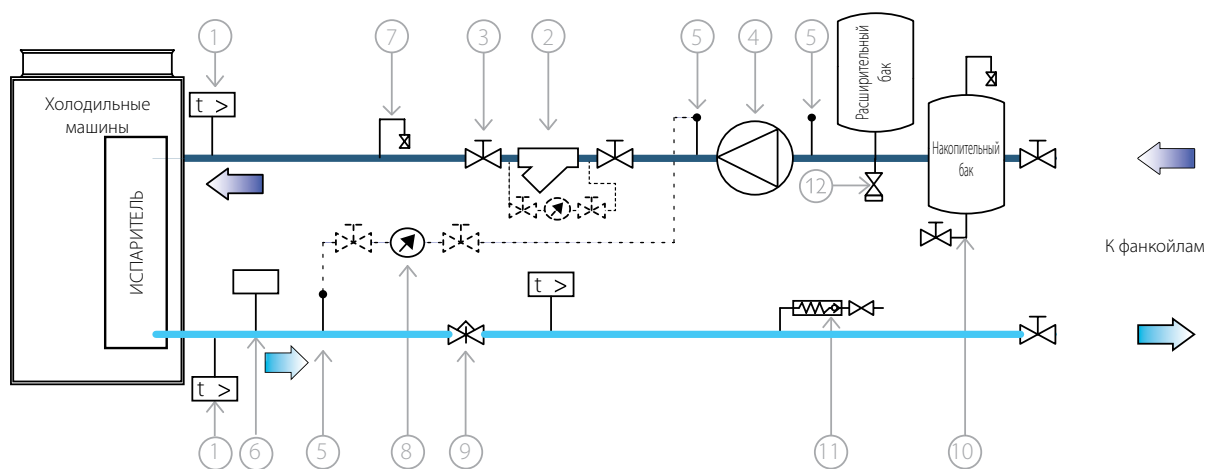 1
7
3
2
5
4
5
Расширительный
бак
Холодильные
машины
t >
Накопительный
бак
12
ИСПАРИТЕЛЬ
К фанкойлам
t >
t >
1
6
5
8
9
11
10